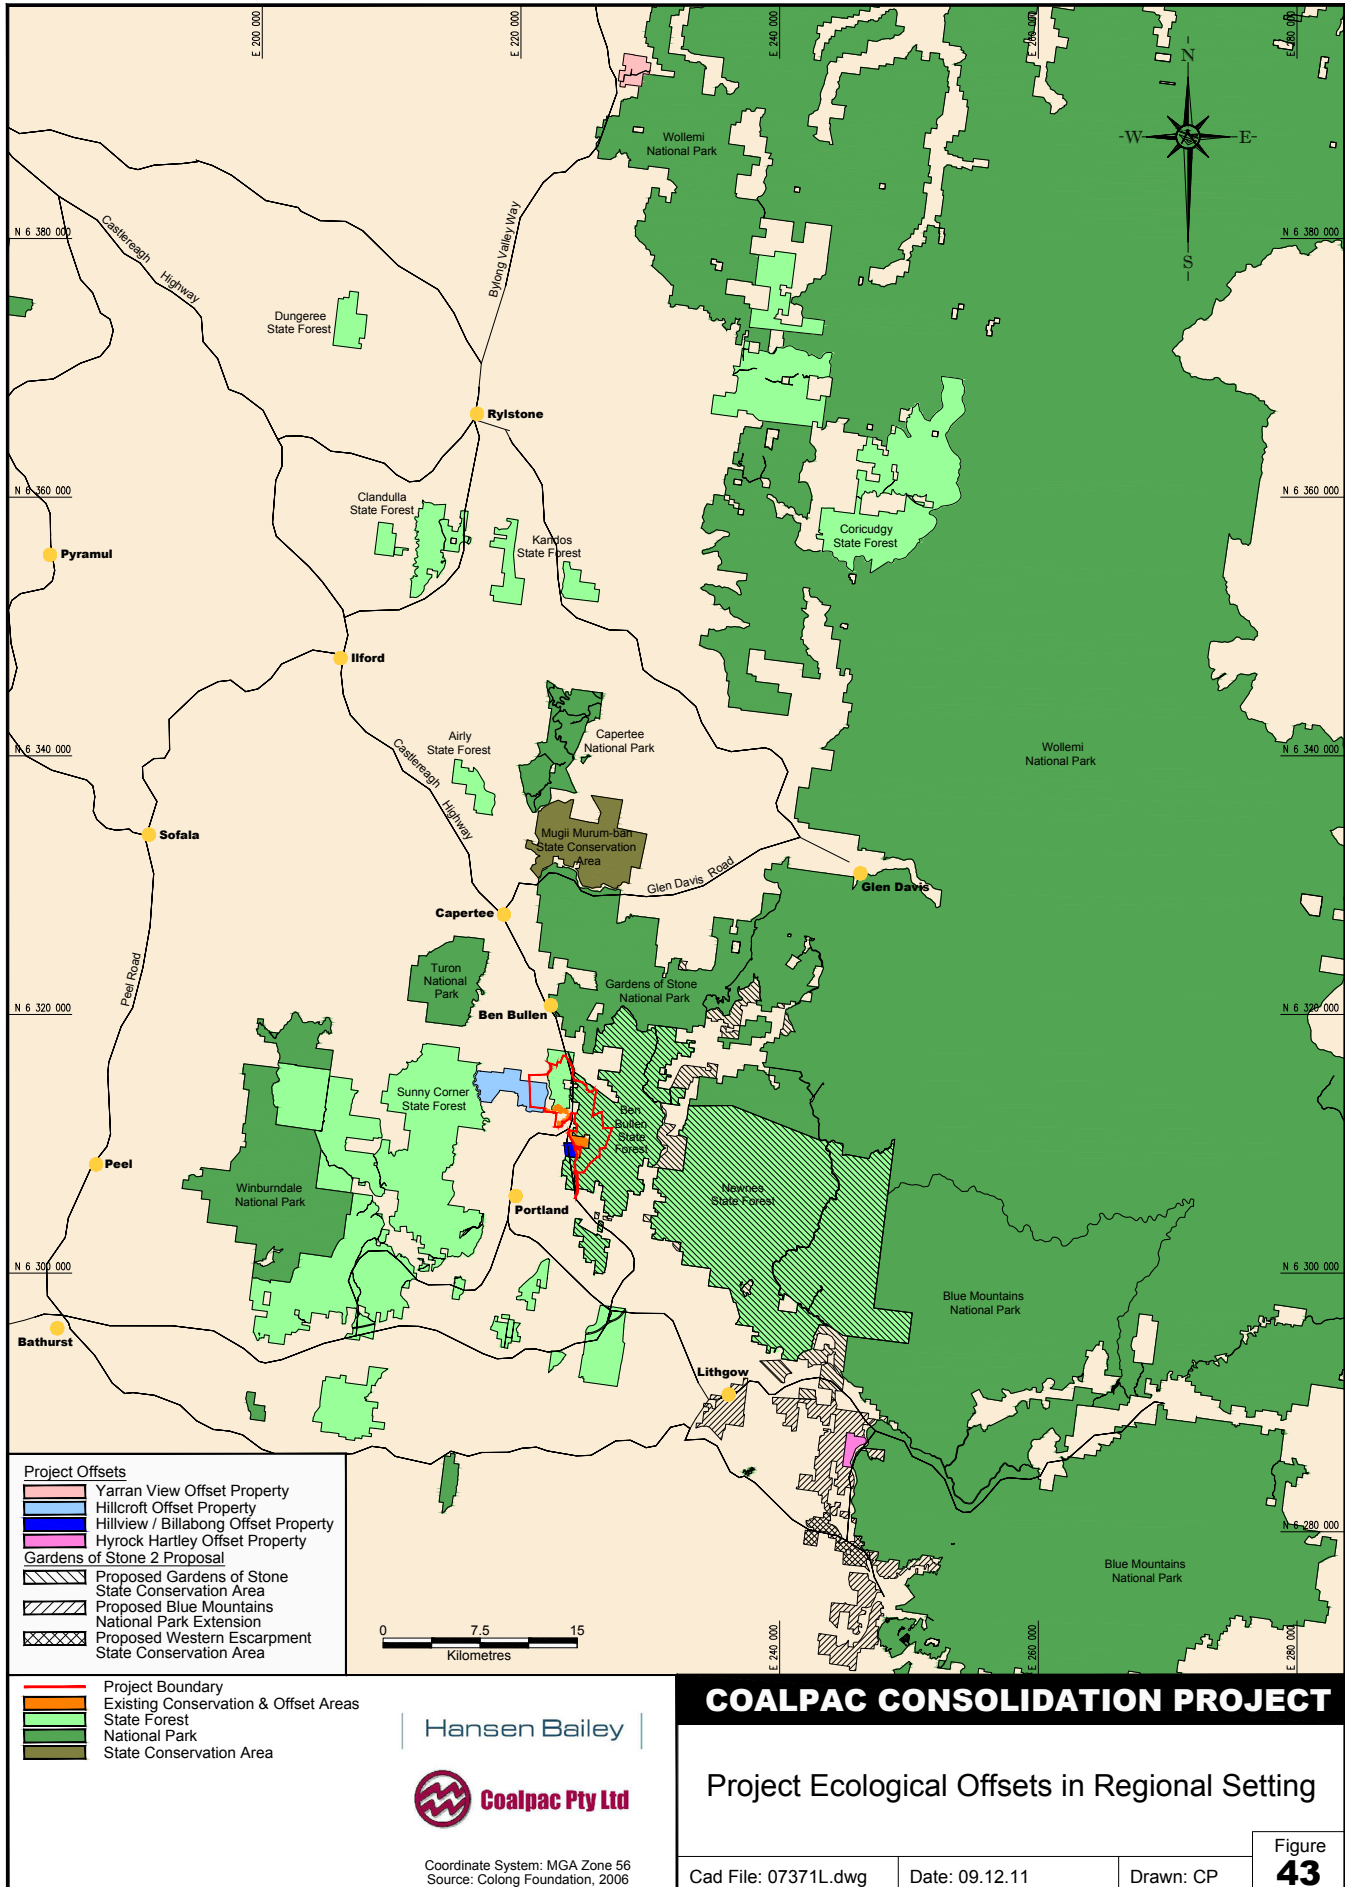 E 200 000
E 220 000
E 240 000
E 260 000
E 280 000
N
W
E
S
Wollemi
National Park
N 6 380 000
N 6 380 000
Castlereagh
Highway
Bylong Valley Way
Dungeree
State Forest
Rylstone
N 6 360 000
N 6 360 000
Clandulla
State Forest
Kandos
State Forest
Coricudgy
State Forest
Pyramul
Ilford
Airly
State Forest
Capertee
National Park
Wollemi
National Park
N 6 340 000
N 6 340 000
Castlereagh
Highway
Sofala
Mugii Murum-ban
State Conservation
Area
Glen Davis Road
Glen Davis
Capertee
Peel Road
Turon
National
Park
Gardens of Stone
National Park
Ben Bullen
N 6 320 000
N 6 320 000
Sunny Corner
State Forest
Ben
Bullen
State
Forest
Peel
Winburndale
National Park
Portland
Newnes
State Forest
N 6 300 000
N 6 300 000
Blue Mountains
National Park
Bathurst
Lithgow
N 6 280 000
Blue Mountains
National Park
E 240 000
E 260 000
E 280 000
Project Offsets
Yarran View Offset Property
Hillcroft Offset Property
Hillview / Billabong Offset Property
Hyrock Hartley Offset Property
Gardens of Stone 2 Proposal
Proposed Gardens of Stone
State Conservation Area
Proposed Blue Mountains
National Park Extension
Proposed Western Escarpment
State Conservation Area
0 7.5 15
Kilometres
Project Boundary
Existing Conservation & Offset Areas
State Forest
National Park
State Conservation Area
Hansen Bailey
Coalpac Pty Ltd
Coordinate System: MGA Zone 56
Source: Colong Foundation, 2006
COALPAC CONSOLIDATION PROJECT
Project Ecological Offsets in Regional Setting
Cad File: 07371L.dwg
Date: 09.12.11
Drawn: CP
Figure
43